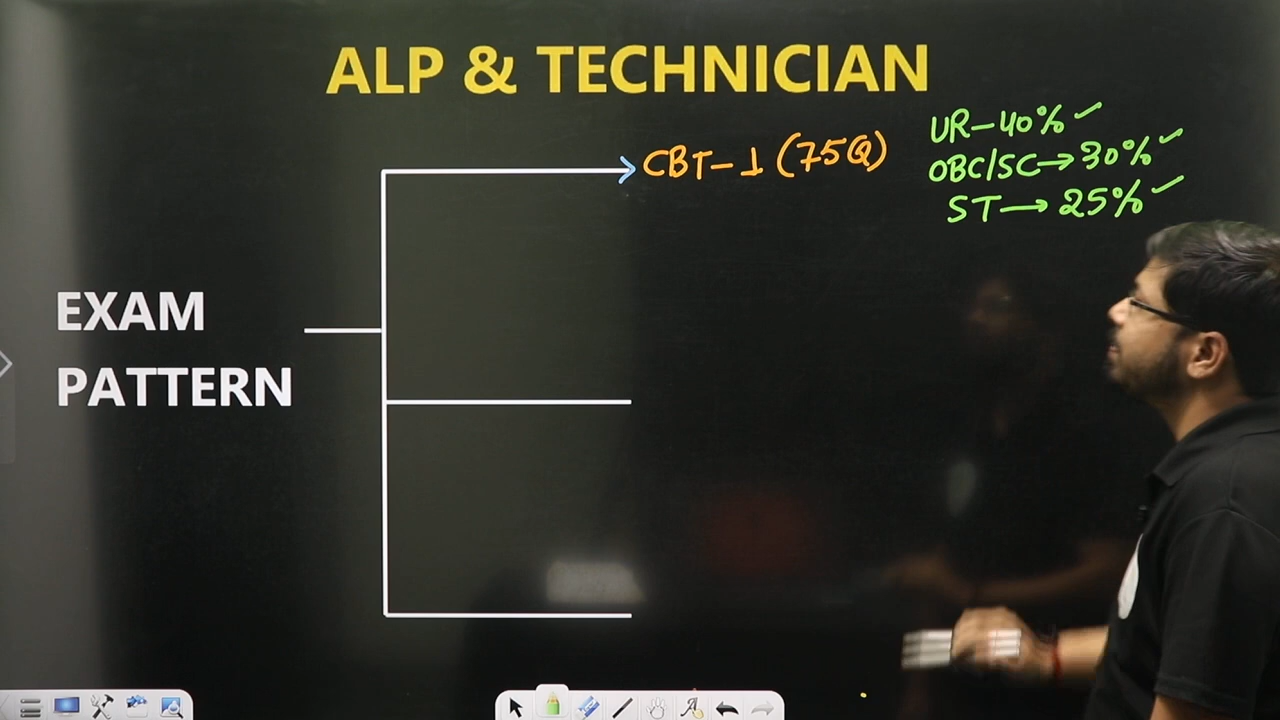 ALP & TECHNICIAN
CBT-1 (75Q)
UR-40% ✓
OBC/SC→30% ✓
ST→25% ✓
EXAM
PATTERN